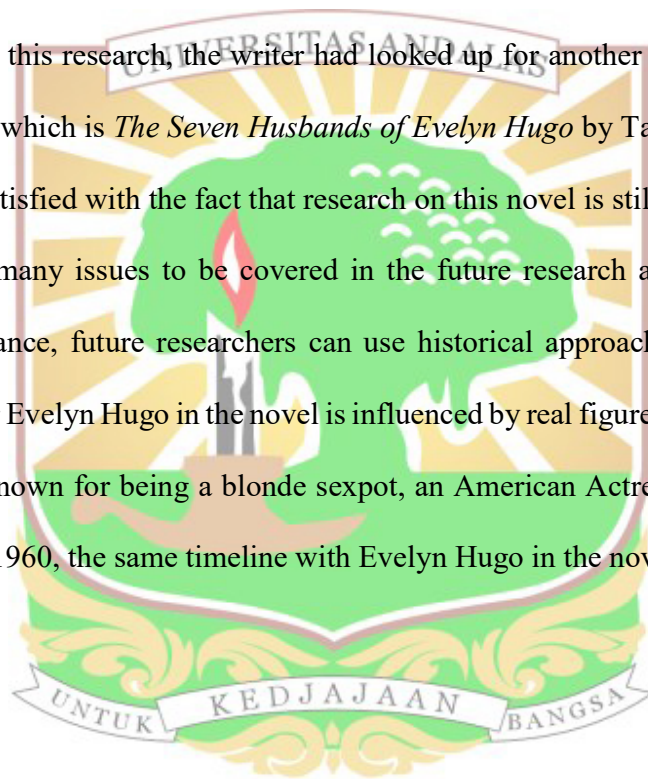 UNIVERSITAS ANDALAS
this research, the writer had looked up for another
which is The Seven Husbands of Evelyn Hugo by Ta
tisfied with the fact that research on this novel is still
many issues to be covered in the future research a
ance, future researchers can use historical approach
Evelyn Hugo in the novel is influenced by real figure
nown for being a blonde sexpot, an American Actre
1960, the same timeline with Evelyn Hugo in the nov
UNTUK KEDJAJAAN BANGSA